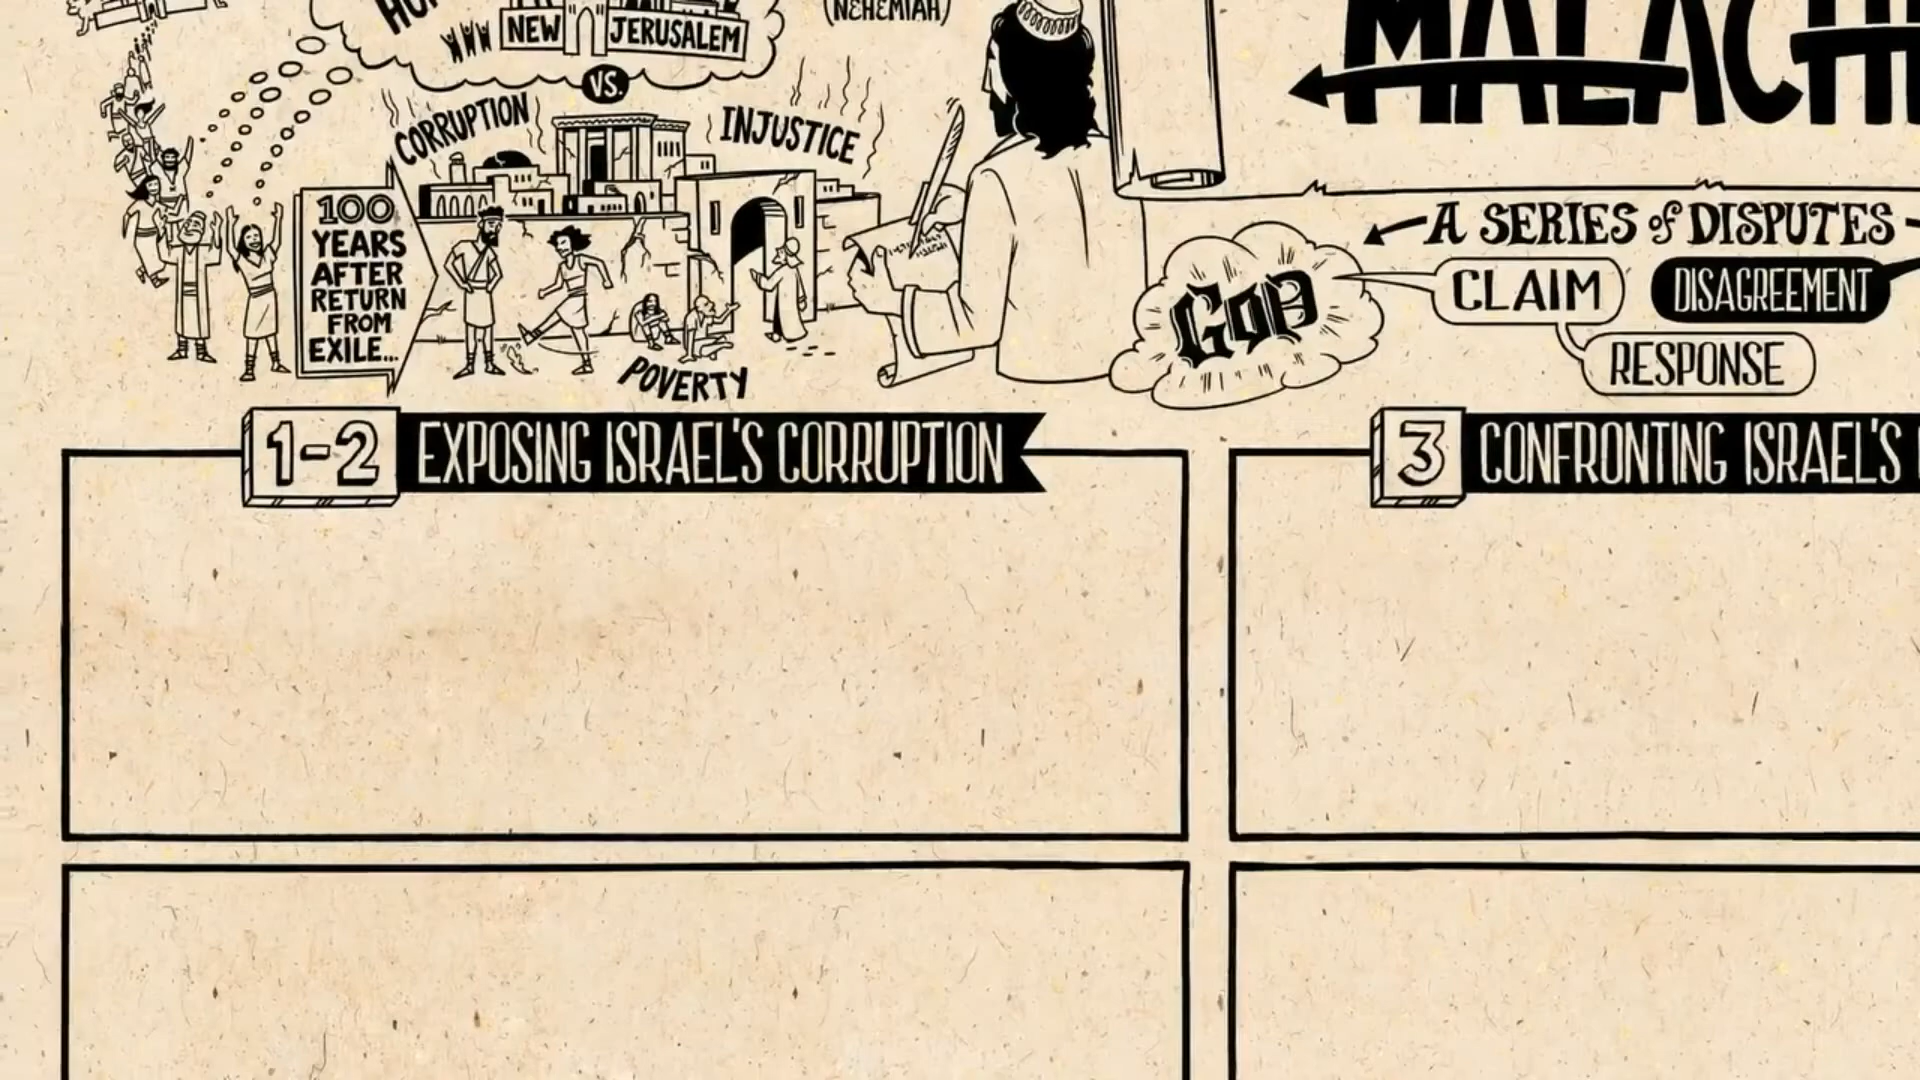 (NEHEMIAH)
NEW JERUSALEM
VS.
CORRUPTION
INJUSTICE
100
YEARS
AFTER
RETURN
FROM
EXILE...
POVERTY
MALACHI
A SERIES of DISPUTES
GOD
CLAIM
DISAGREEMENT
RESPONSE
1-2 EXPOSING ISRAEL'S CORRUPTION
3 CONFRONTING ISRAEL'S